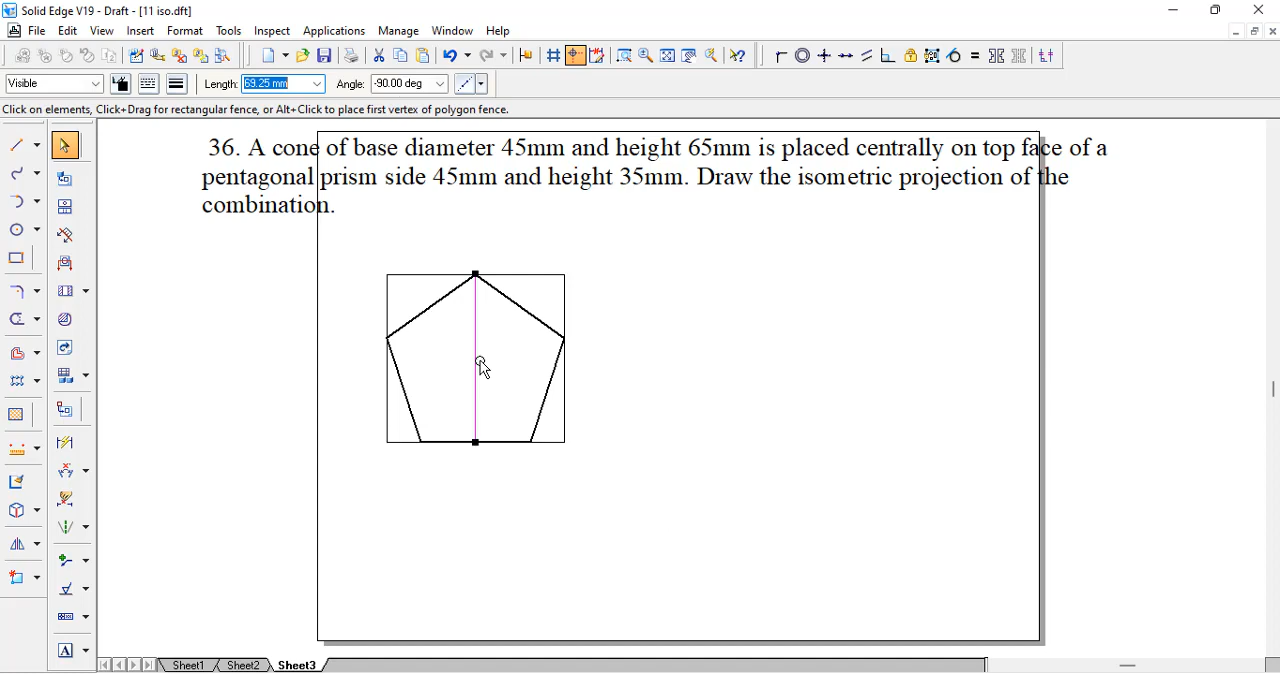 Solid Edge V19 - Draft - [11 iso.dft]
File Edit View Insert Format Tools Inspect Applications Manage Window Help
Visible Length: 69.25 mm Angle: -90.00 deg
Click on elements, Click+Drag for rectangular fence, or Alt+Click to place first vertex of polygon fence.
36. A cone of base diameter 45mm and height 65mm is placed centrally on top face of a
pentagonal prism side 45mm and height 35mm. Draw the isometric projection of the
combination.
A
Sheet1 Sheet2 Sheet3